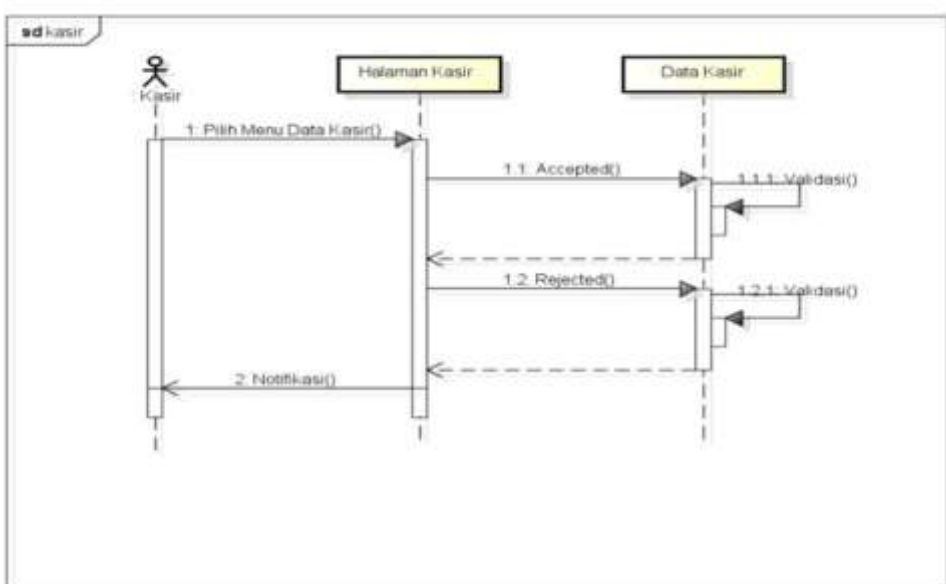 sd kasir
Kasir
Halaman Kasir
Data Kasir
1: Pilih Menu Data Kasir()
1.1: Accepted()
1.1.1: Validasi()
1.2: Rejected()
1.2.1: Validasi()
2: Notifikasi()